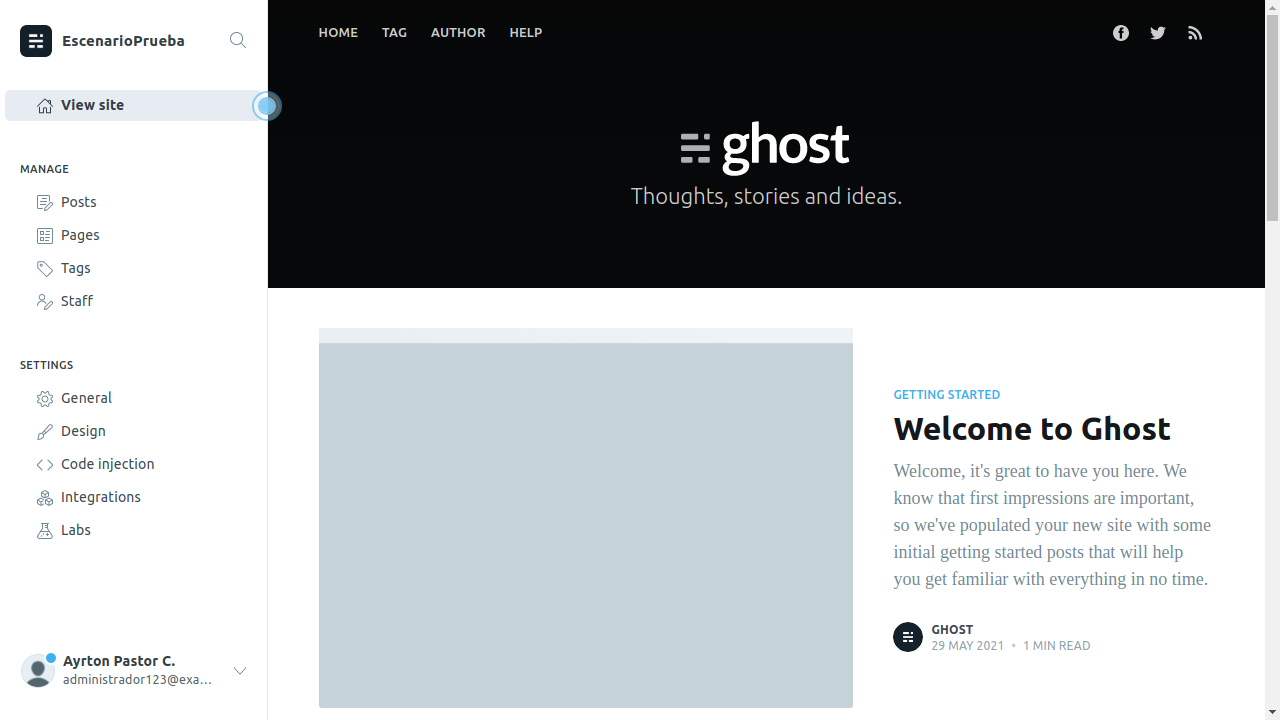 EscenarioPrueba
View site
MANAGE
Posts
Pages
Tags
Staff
SETTINGS
General
Design
Code injection
Integrations
Labs
Ayrton Pastor C.
administrador123@exa...
HOME TAG AUTHOR HELP
ghost
Thoughts, stories and ideas.
GETTING STARTED
Welcome to Ghost
Welcome, it's great to have you here. We
know that first impressions are important,
so we've populated your new site with some
initial getting started posts that will help
you get familiar with everything in no time.
GHOST
29 MAY 2021 • 1 MIN READ